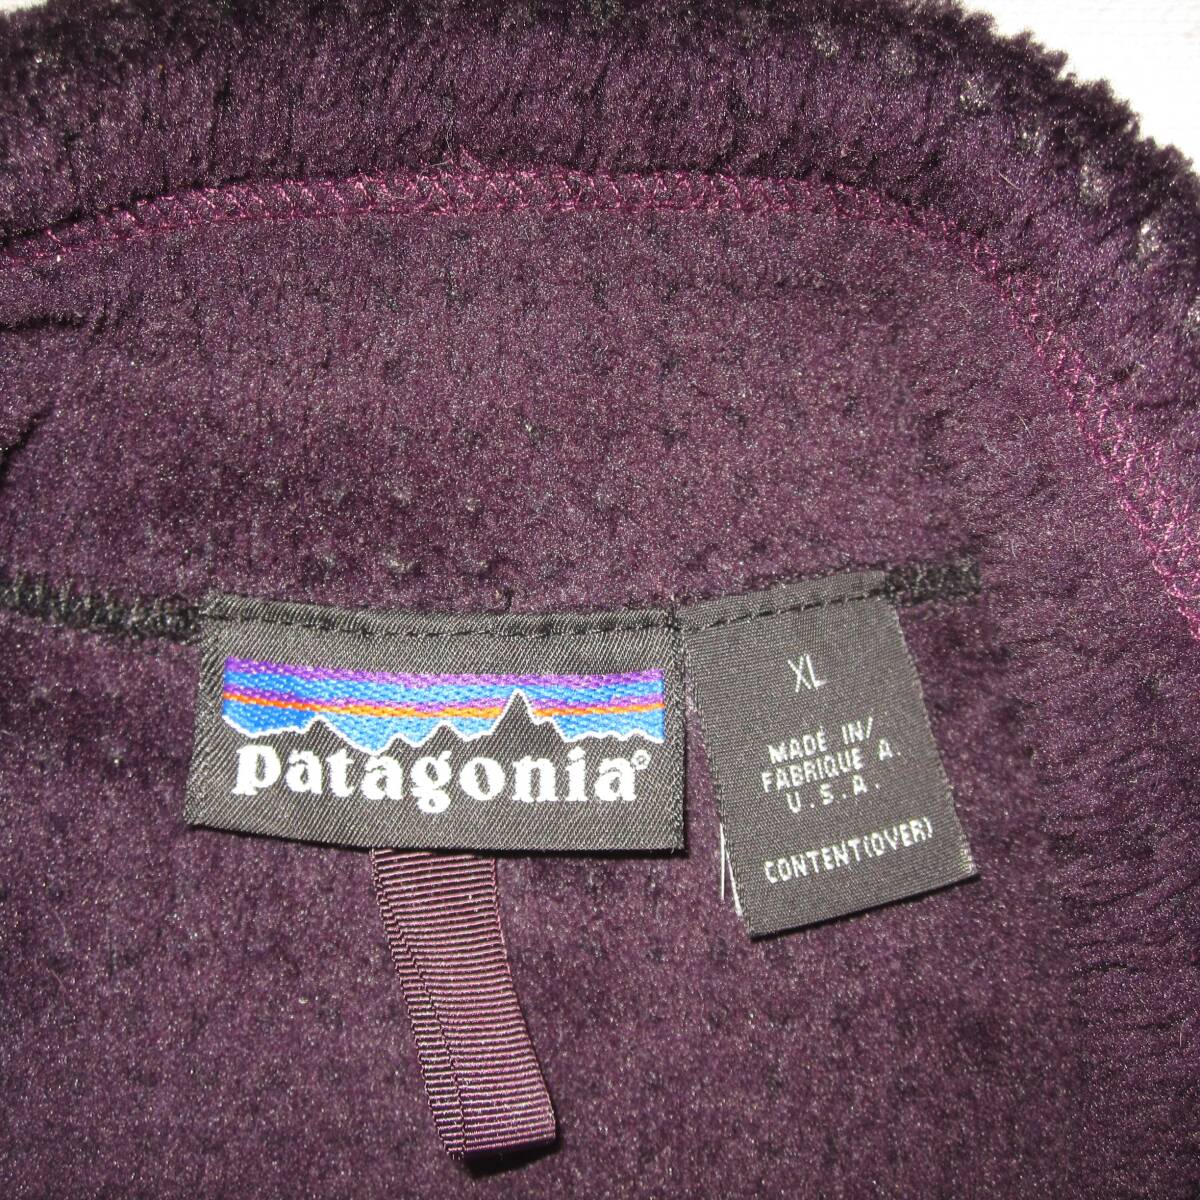 patagonia®
XL
MADE IN/
FABRIQUE A.
U.S.A.
CONTENT(OVER)